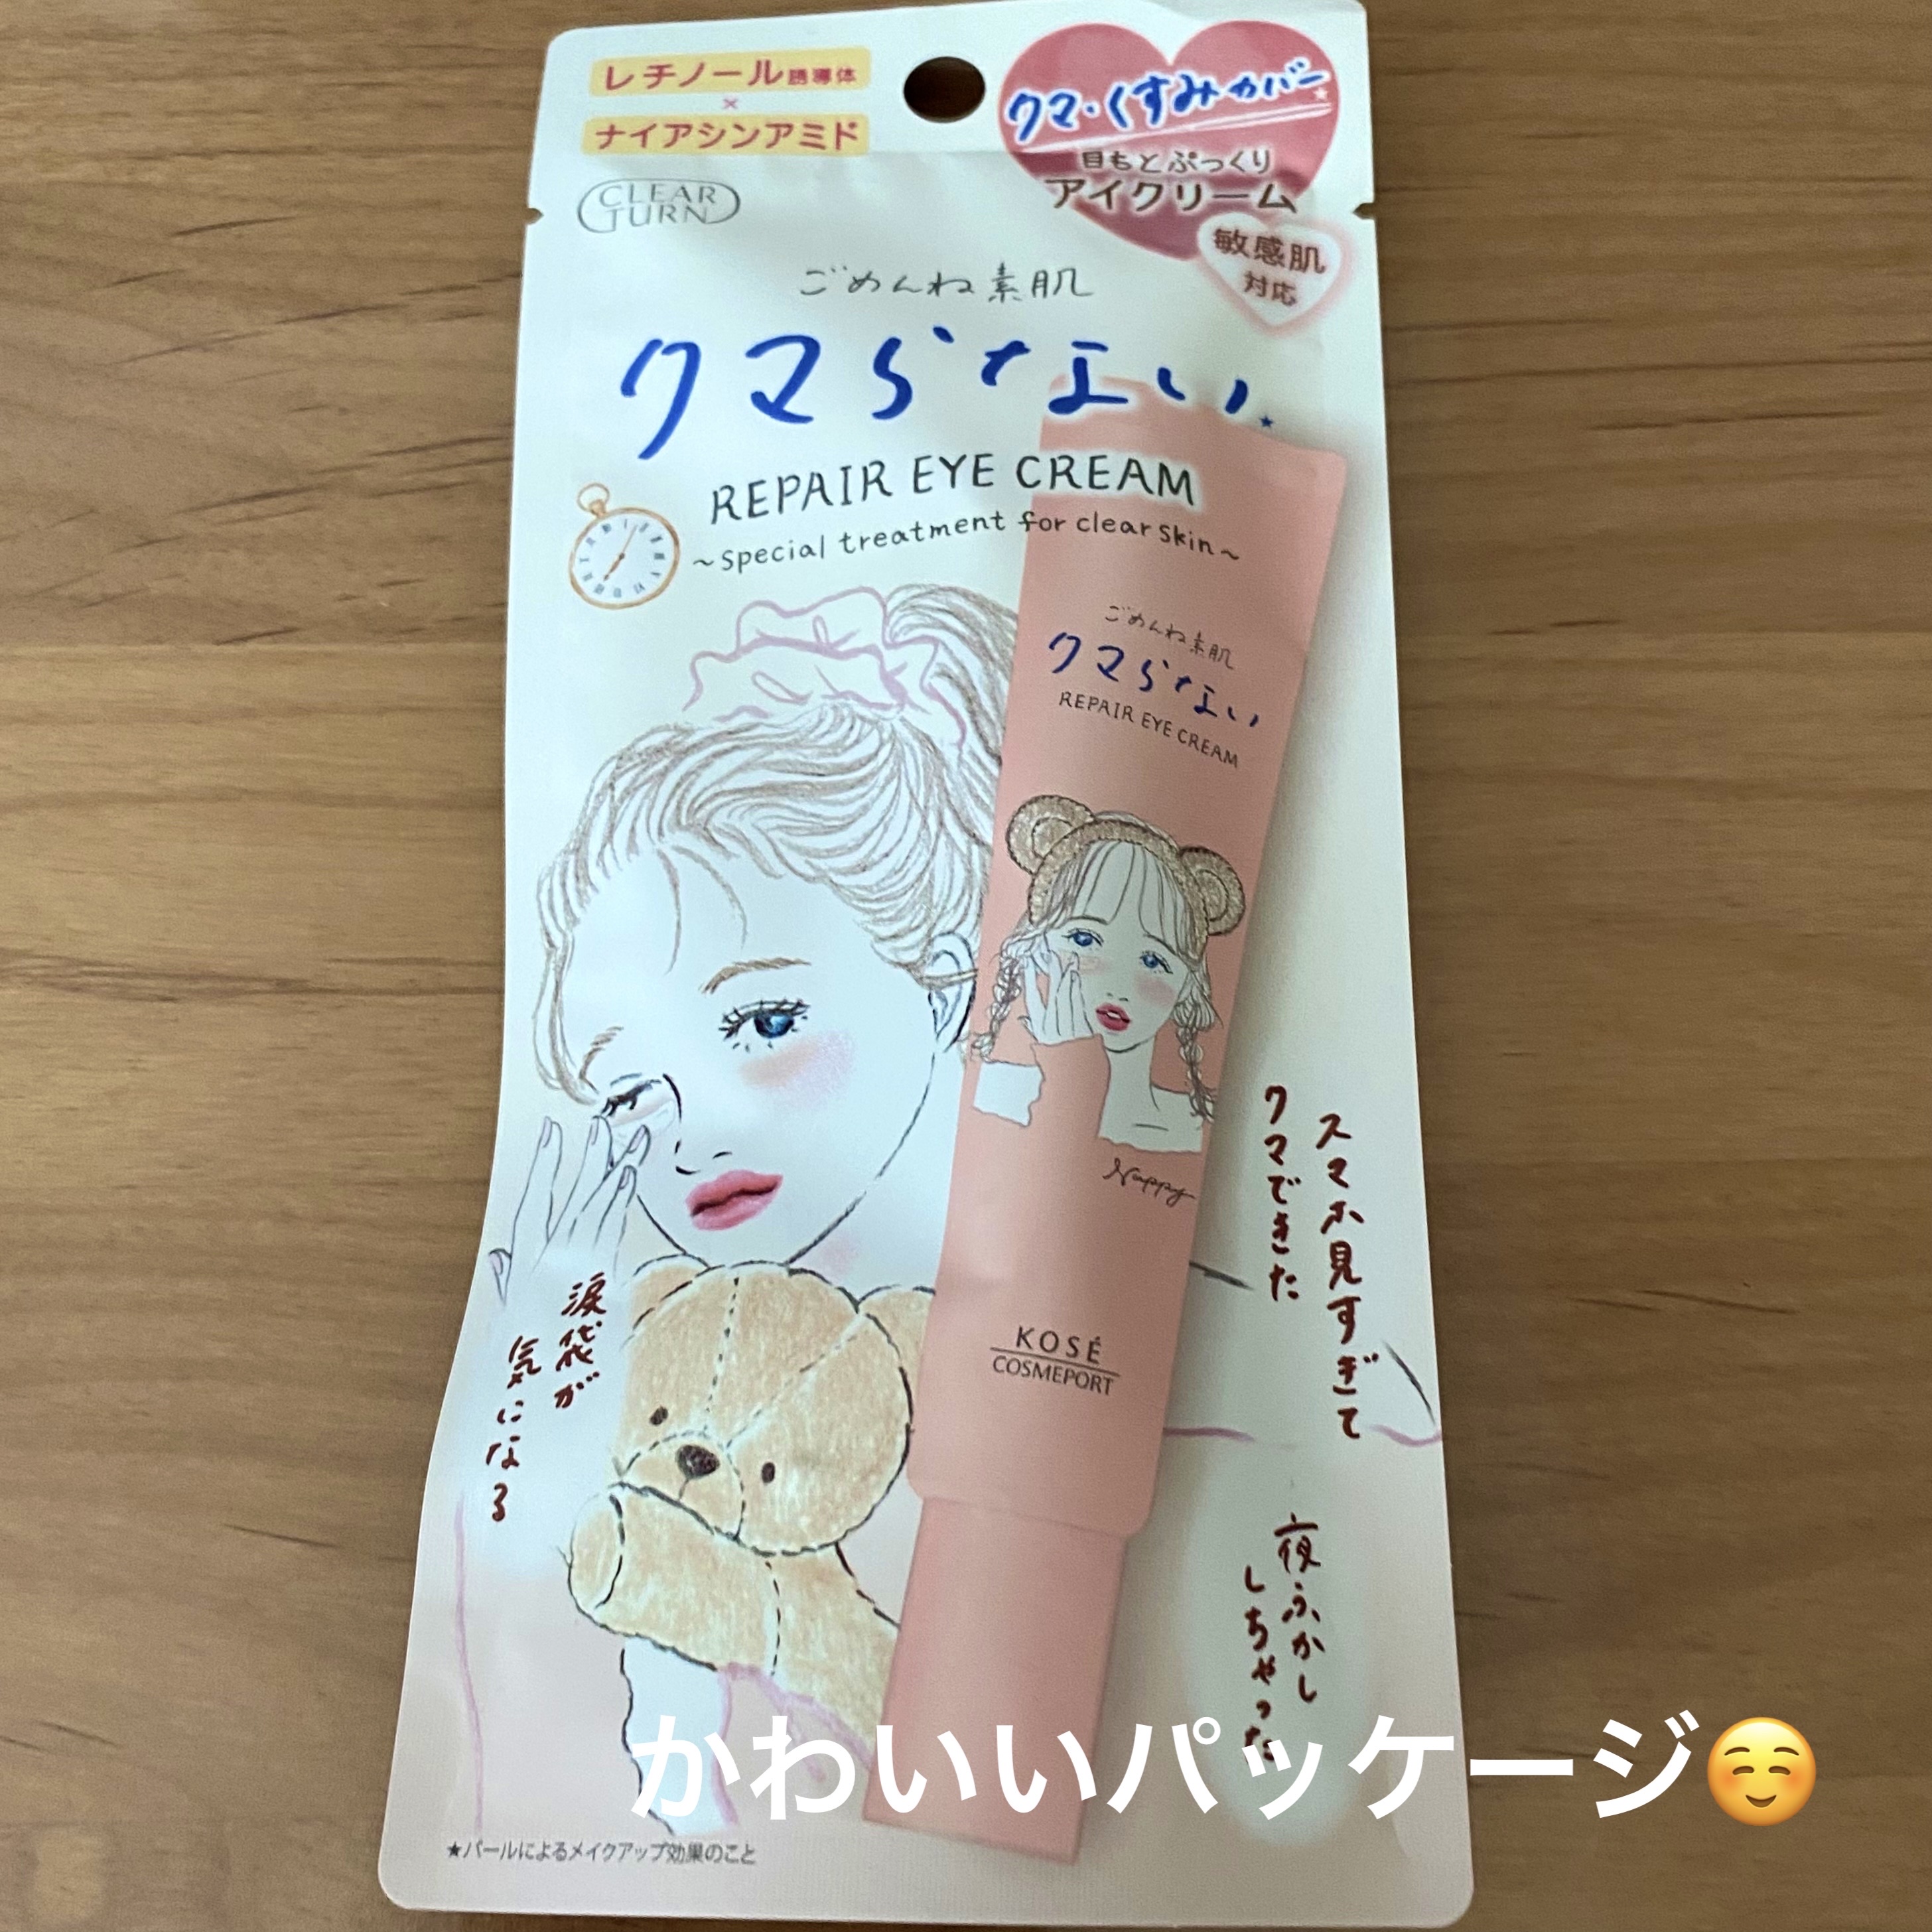 レチノール誘導体
×
ナイアシンアミド
CLEAR
TURN
クマ・くすみカバー★
目もとぷっくり
アイクリーム
敏感肌
対応
ごめんね素肌
クマらない★
REPAIR EYE CREAM
~special treatment for clear skin~
ごめんね素肌
クマらない
REPAIR EYE CREAM
Nappy
KOSÉ
COSMEPORT
スマホ見すぎて
クマできた
涙袋が
気になる
夜ふかし
しちゃった
かわいいパッケージ☺️
★パールによるメイクアップ効果のこと